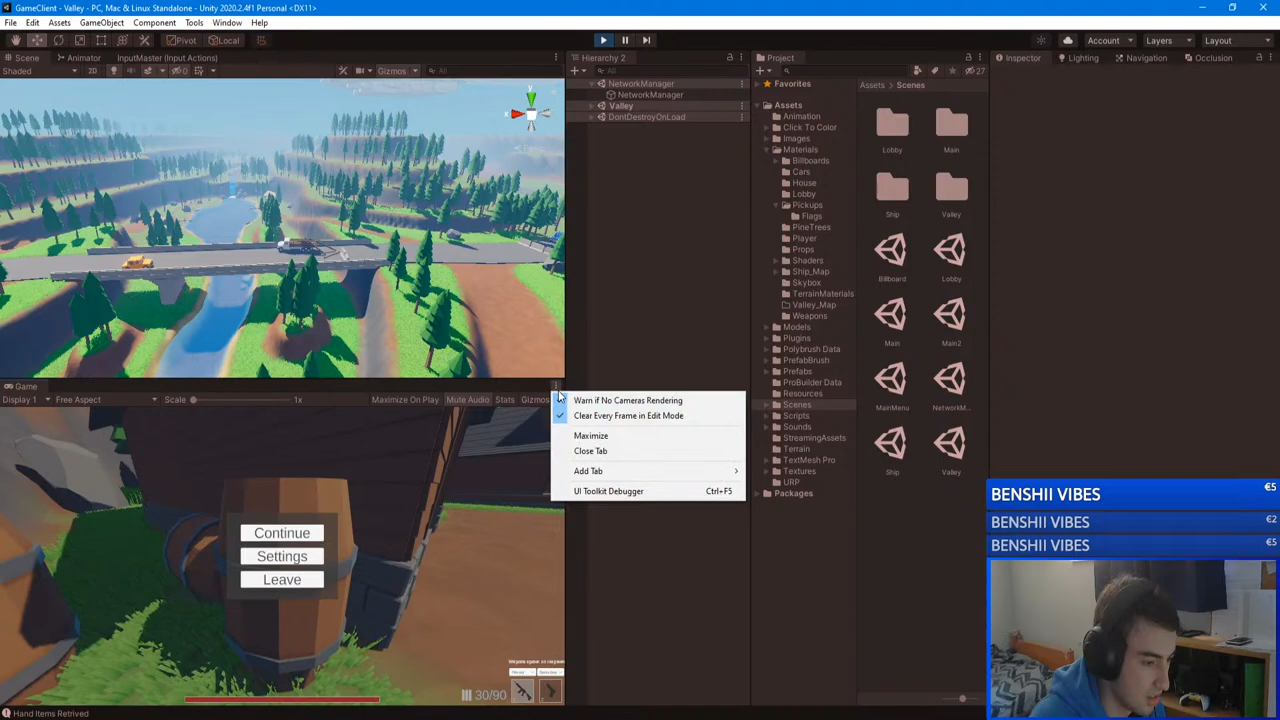 GameClient - Valley - PC, Mac & Linux Standalone - Unity 2020.2.4f1 Personal <DX11>
File Edit Assets GameObject Component Tools Window Help
Pivot Local Account Layers Layout
Scene Animator InputMaster (Input Actions)
Shaded 2D 0 Gizmos All
Hierarchy 2
All
NetworkManager
NetworkManager
Valley
DontDestroyOnLoad
Project
27
Favorites
Assets
Animation
Click To Color
Images
Materials
Billboards
Cars
House
Lobby
Pickups
Flags
PineTrees
Player
Props
Shaders
Ship_Map
Skybox
TerrainMaterials
Valley_Map
Weapons
Models
Plugins
Polybrush Data
PrefabBrush
Prefabs
ProBuilder Data
Resources
Scenes
Scripts
Sounds
StreamingAssets
Terrain
TextMesh Pro
Textures
URP
Packages
Assets > Scenes
Lobby Main
Ship Valley
Billboard Lobby
Main Main2
MainMenu NetworkM...
Ship Valley
Inspector Lighting Navigation Occlusion
Game
Display 1 Free Aspect Scale 1x Maximize On Play Mute Audio Stats Gizmos
Warn if No Cameras Rendering
Clear Every Frame in Edit Mode
Maximize
Close Tab
Add Tab
UI Toolkit Debugger Ctrl+F5
Continue
Settings
Leave
30/90
BENSHII VIBES €5
BENSHII VIBES €2
BENSHII VIBES €5
Hand Items Retrived